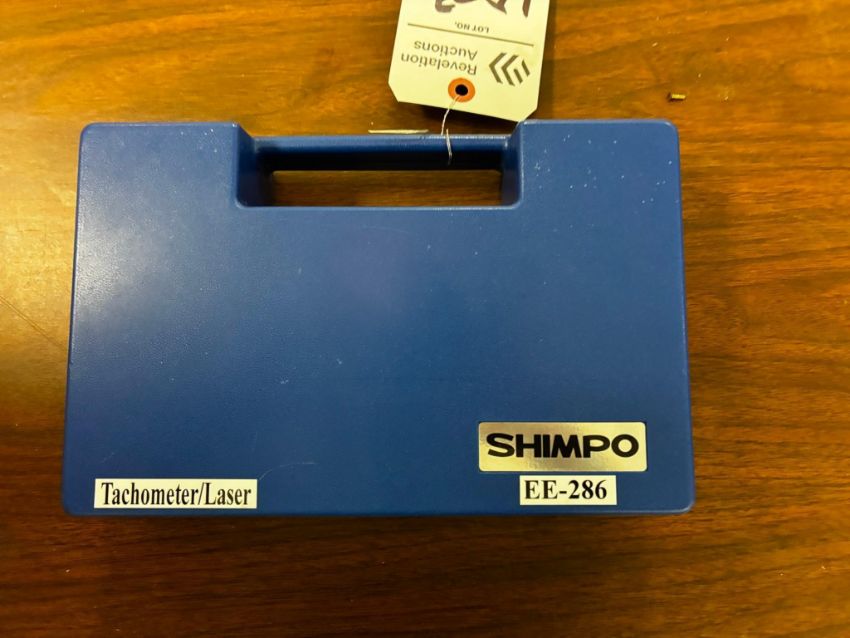 LOT NO.
Revelation
Auctions
SHIMPO
Tachometer/Laser
EE-286